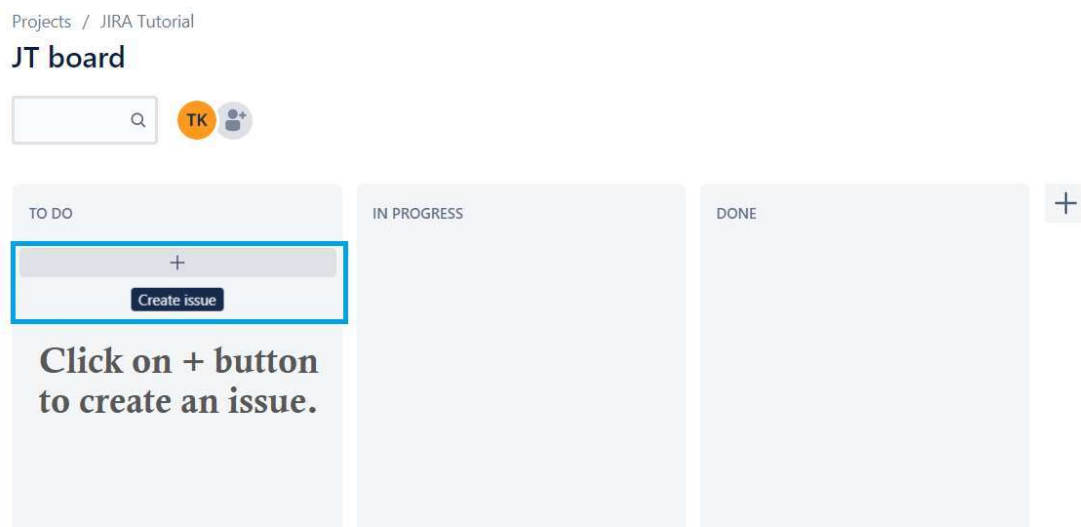 Projects / JIRA Tutorial
JT board
TK
TO DO
IN PROGRESS
DONE
+
+
Create issue
Click on + button
to create an issue.